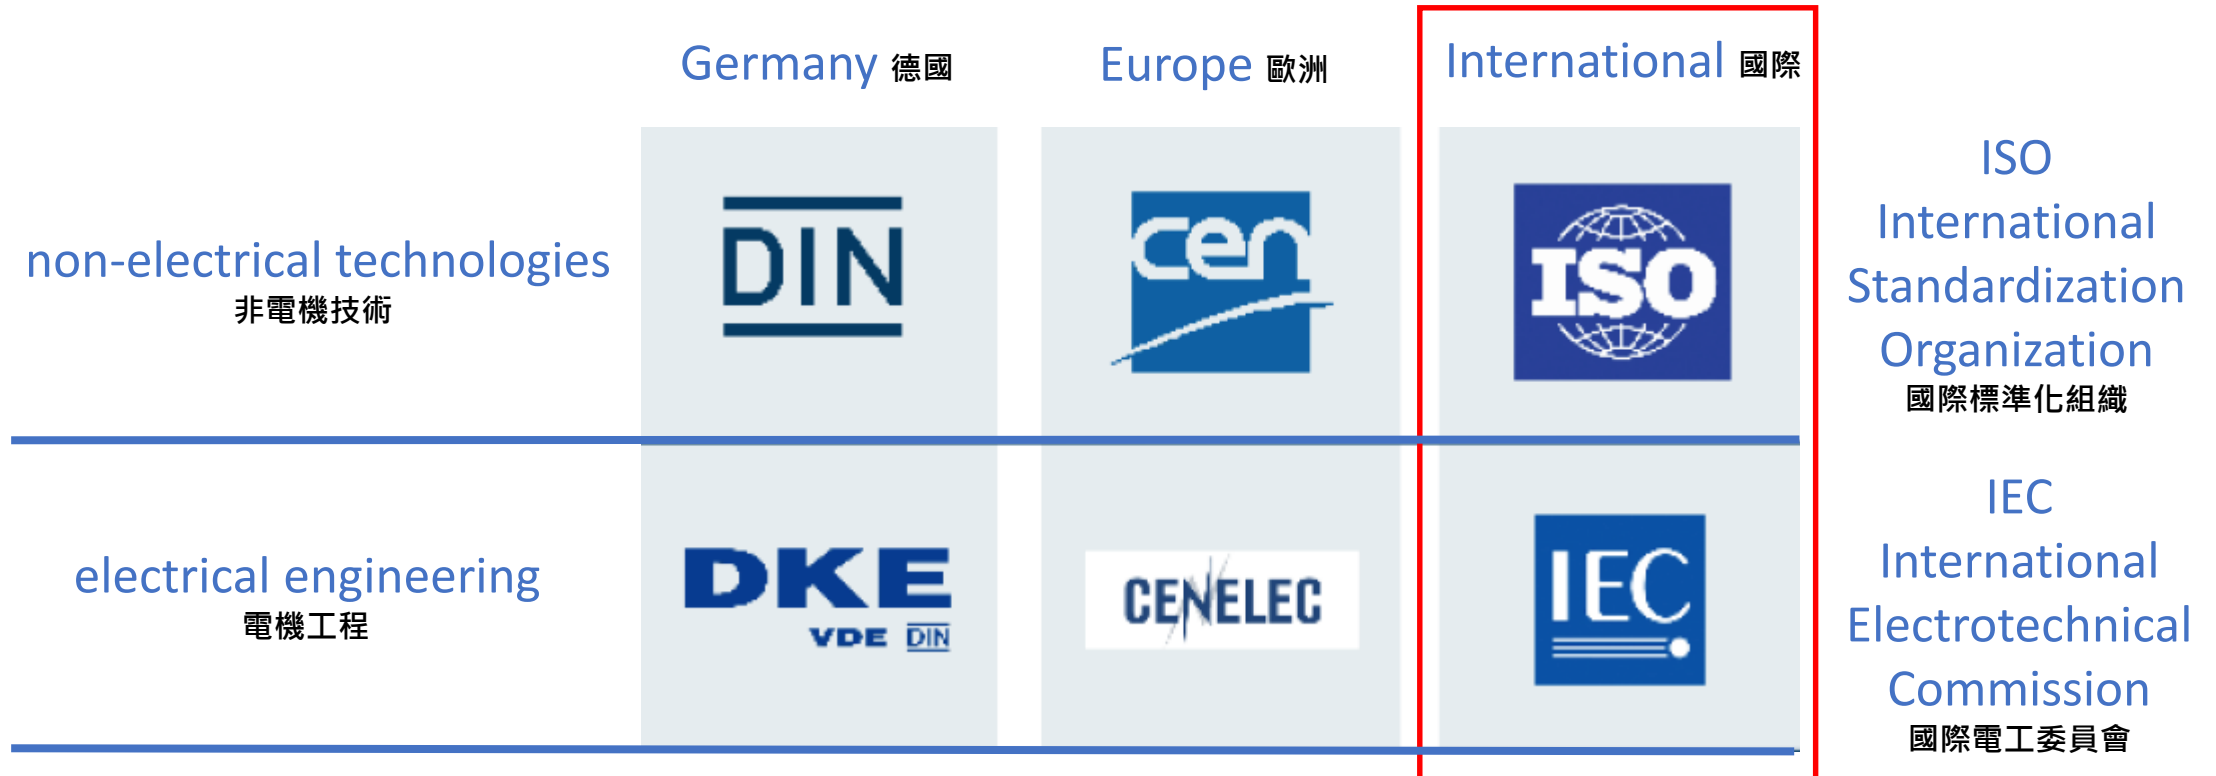 Germany 德國
Europe 歐洲
International 國際
non-electrical technologies
非電機技術
DIN
cen
ISO
ISO
International
Standardization
Organization
國際標準化組織
electrical engineering
電機工程
DKE
VDE DIN
CENELEC
IEC
IEC
International
Electrotechnical
Commission
國際電工委員會